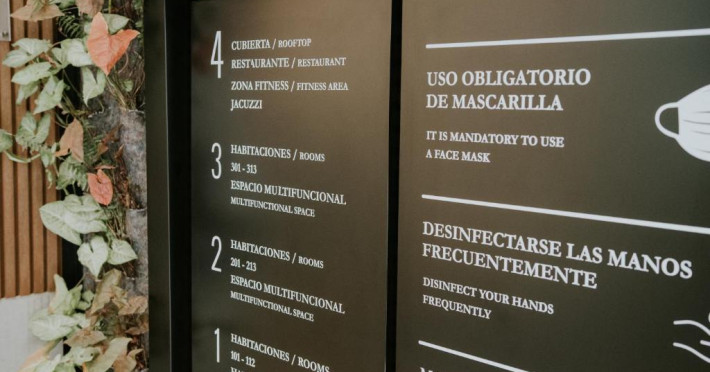 4
CUBIERTA / ROOFTOP
RESTAURANTE / RESTAURANT
ZONA FITNESS / FITNESS AREA
JACUZZI
3
HABITACIONES / ROOMS
301 - 313
ESPACIO MULTIFUNCIONAL
MULTIFUNCTIONAL SPACE
2
HABITACIONES / ROOMS
201 - 213
ESPACIO MULTIFUNCIONAL
MULTIFUNCTIONAL SPACE
1
HABITACIONES / ROOMS
101 - 112
USO OBLIGATORIO
DE MASCARILLA
IT IS MANDATORY TO USE
A FACE MASK
DESINFECTARSE LAS MANOS
FRECUENTEMENTE
DISINFECT YOUR HANDS
FREQUENTLY